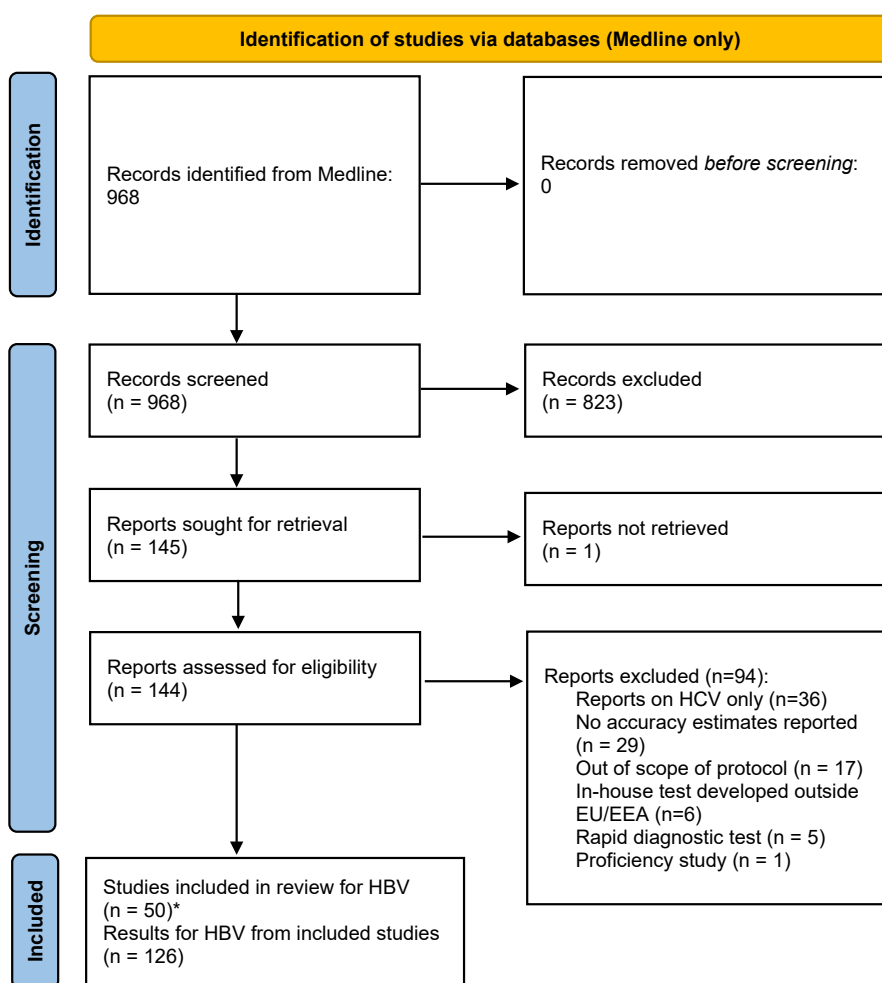 Identification of studies via databases (Medline only)
Identification
Records identified from Medline:
968
Records removed before screening:
0
Screening
Records screened
(n = 968)
Records excluded
(n = 823)
Reports sought for retrieval
(n = 145)
Reports not retrieved
(n = 1)
Reports assessed for eligibility
(n = 144)
Reports excluded (n=94):
Reports on HCV only (n=36)
No accuracy estimates reported
(n = 29)
Out of scope of protocol (n = 17)
In-house test developed outside
EU/EEA (n=6)
Rapid diagnostic test (n = 5)
Proficiency study (n = 1)
Included
Studies included in review for HBV
(n = 50)*
Results for HBV from included studies
(n = 126)